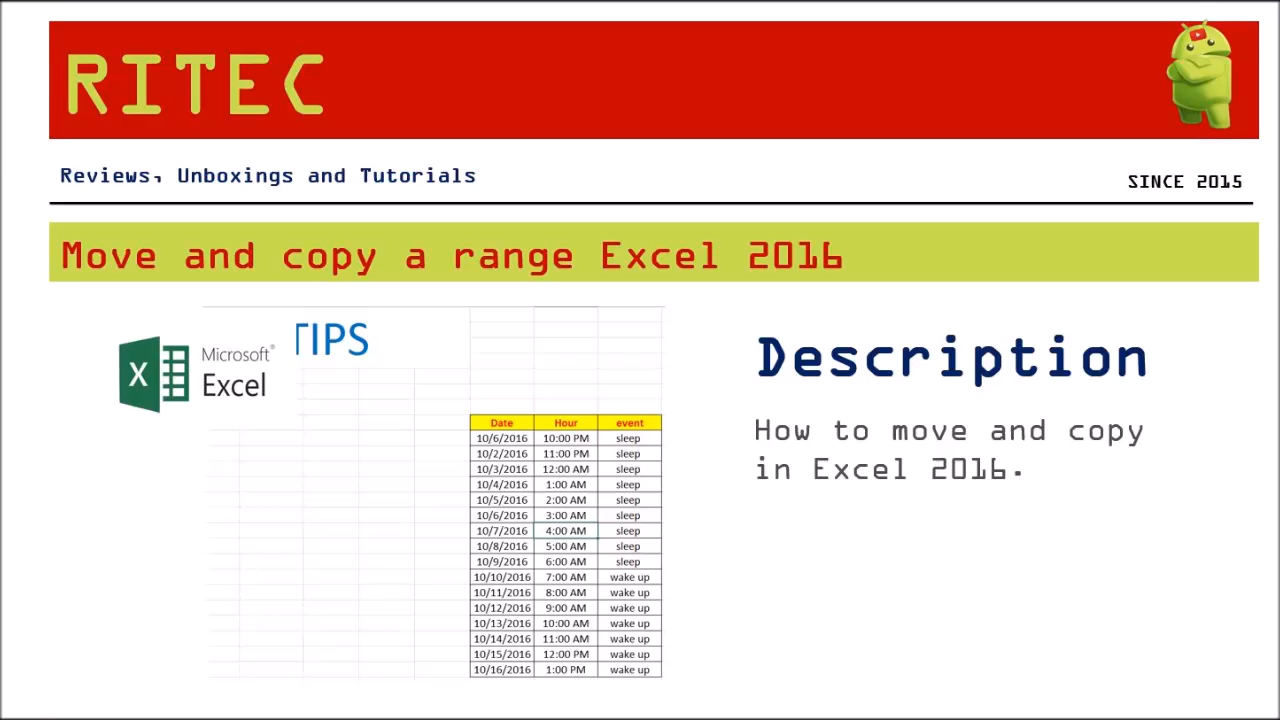 RITEC
Reviews, Unboxings and Tutorials
SINCE 2015
Move and copy a range Excel 2016
TIPS
Microsoft®
Excel
Date Hour event
10/6/2016 10:00 PM sleep
10/2/2016 11:00 PM sleep
10/3/2016 12:00 AM sleep
10/4/2016 1:00 AM sleep
10/5/2016 2:00 AM sleep
10/6/2016 3:00 AM sleep
10/7/2016 4:00 AM sleep
10/8/2016 5:00 AM sleep
10/9/2016 6:00 AM sleep
10/10/2016 7:00 AM wake up
10/11/2016 8:00 AM wake up
10/12/2016 9:00 AM wake up
10/13/2016 10:00 AM wake up
10/14/2016 11:00 AM wake up
10/15/2016 12:00 PM wake up
10/16/2016 1:00 PM wake up
Description
How to move and copy
in Excel 2016.